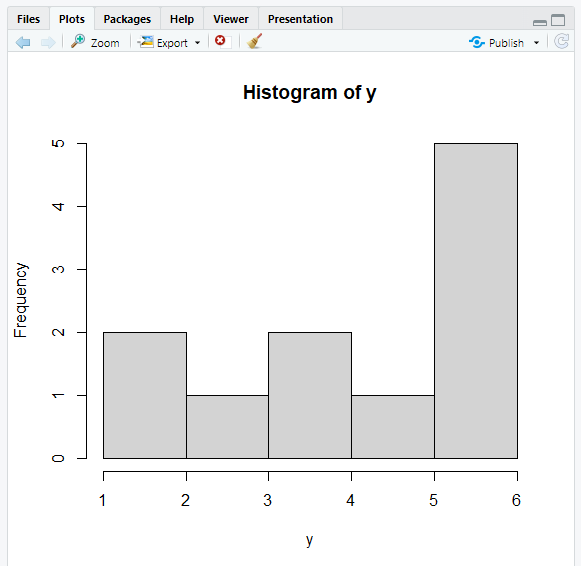 Files Plots Packages Help Viewer Presentation
Zoom Export Publish
Histogram of y
Frequency
5
4
3
2
1
0
1 2 3 4 5 6
y